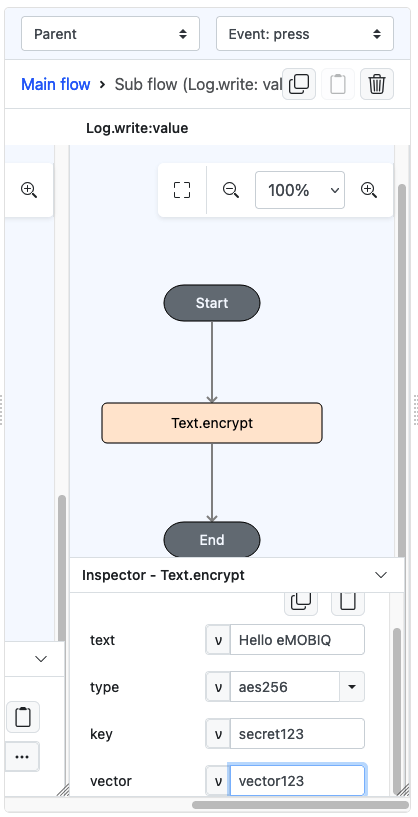 Parent
Event: press
Main flow › Sub flow (Log.write: val
Log.write:value
100%
Start
Text.encrypt
End
Inspector - Text.encrypt
text ν Hello eMOBIQ
type ν aes256
key ν secret123
vector ν vector123